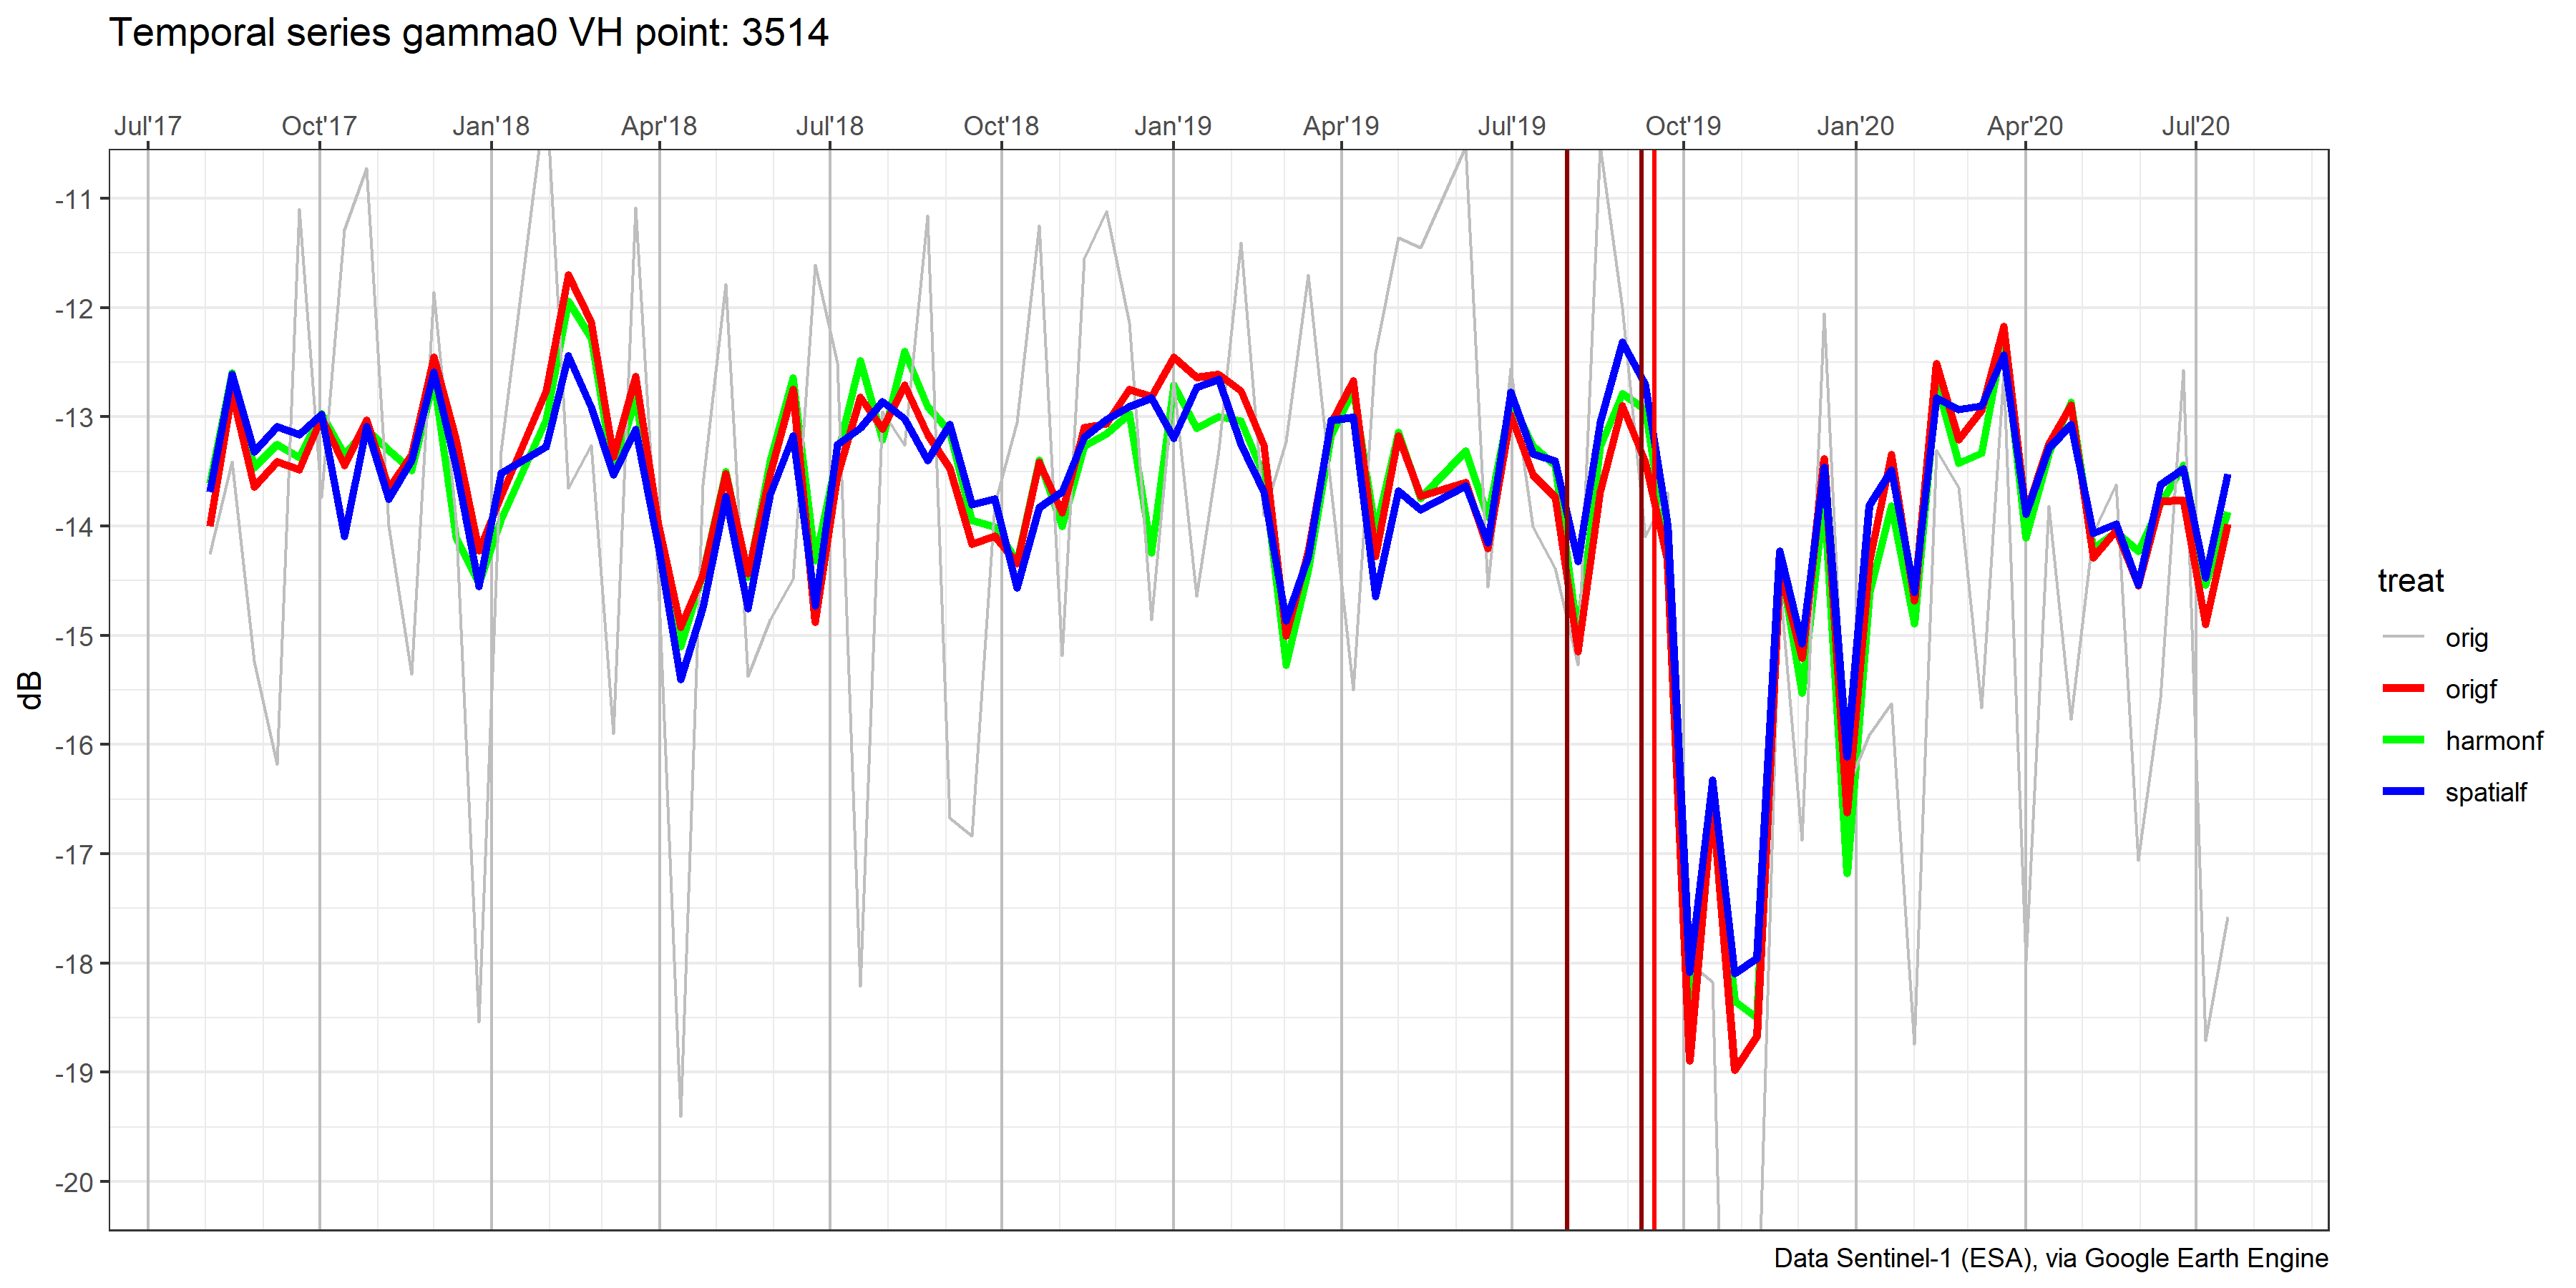 Temporal series gamma0 VH point: 3514
Jul'17 Oct'17 Jan'18 Apr'18 Jul'18 Oct'18 Jan'19 Apr'19 Jul'19 Oct'19 Jan'20 Apr'20 Jul'20
-11
-12
-13
-14
-15
-16
-17
-18
-19
-20
dB
treat
orig
origf
harmonf
spatialf
Data Sentinel-1 (ESA), via Google Earth Engine